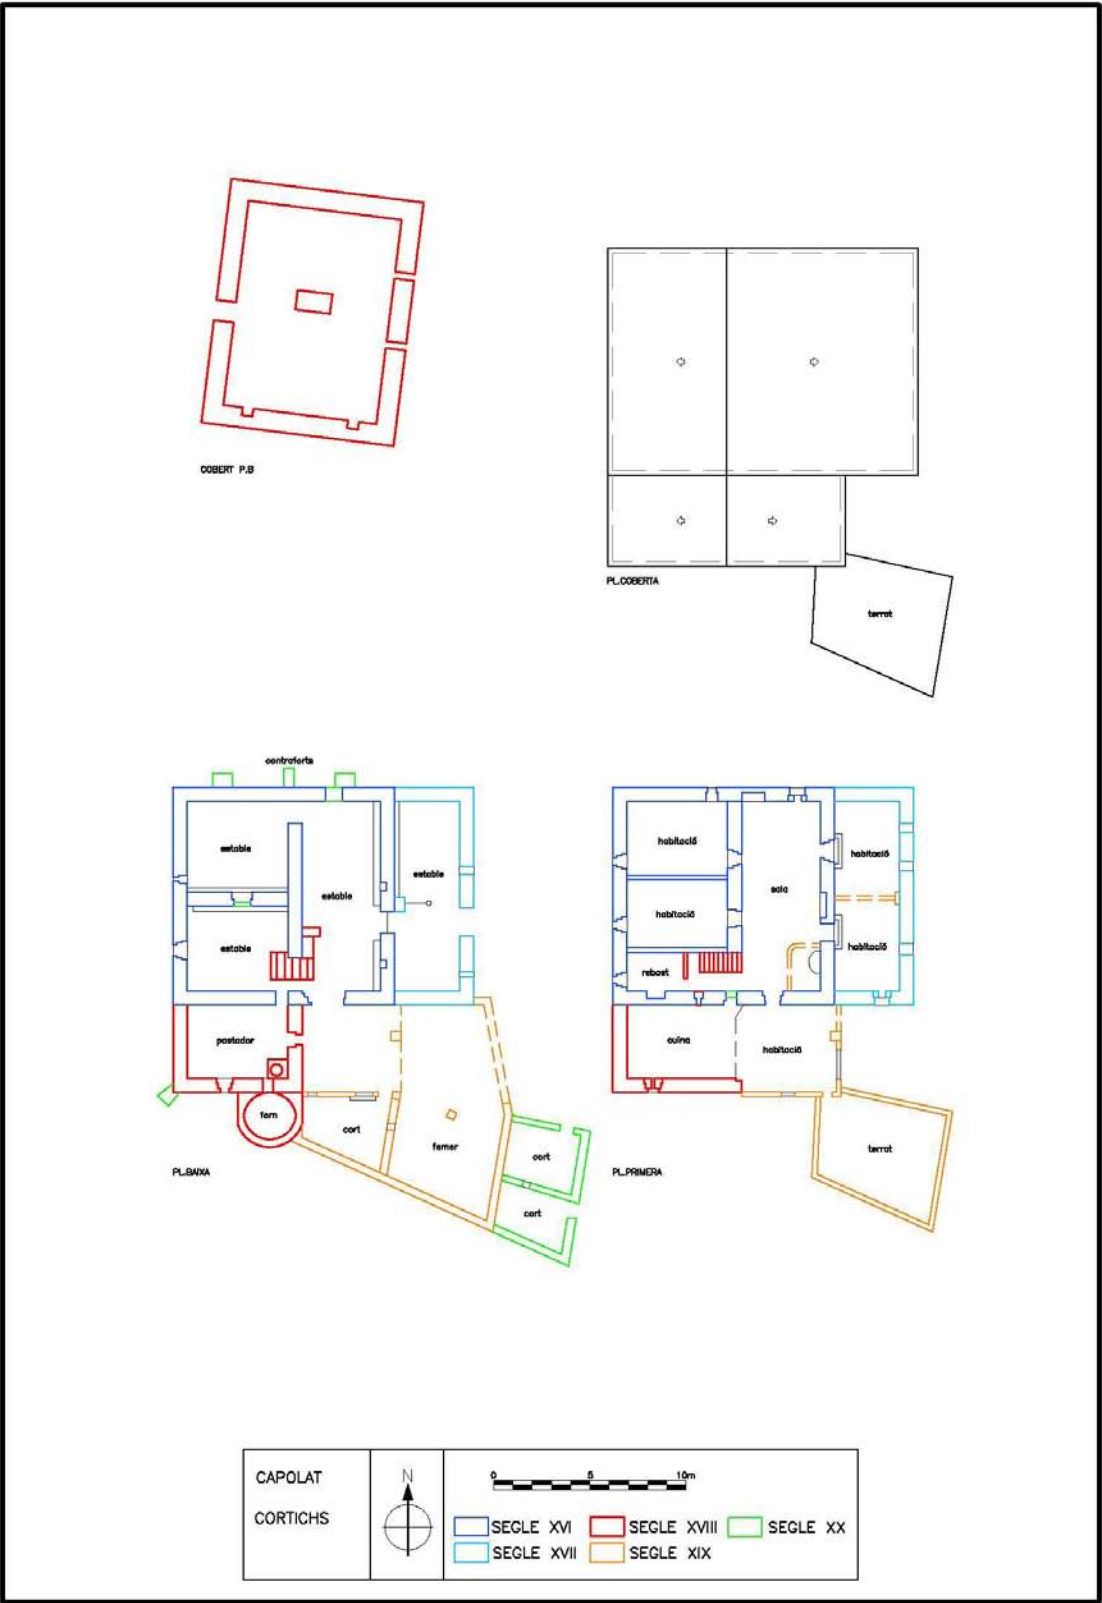 COBERT P.B
PL.COBERTA
terrat
contraforts
estable
estable
estable
estable
pastador
forn
cort
femer
cort
cort
PL.BAIXA
habitació
habitació
sala
habitació
habitació
rebost
cuina
habitació
terrat
PL.PRIMERA
CAPOLAT
CORTICHS
N
0 5 10m
SEGLE XVI SEGLE XVIII SEGLE XX
SEGLE XVII SEGLE XIX